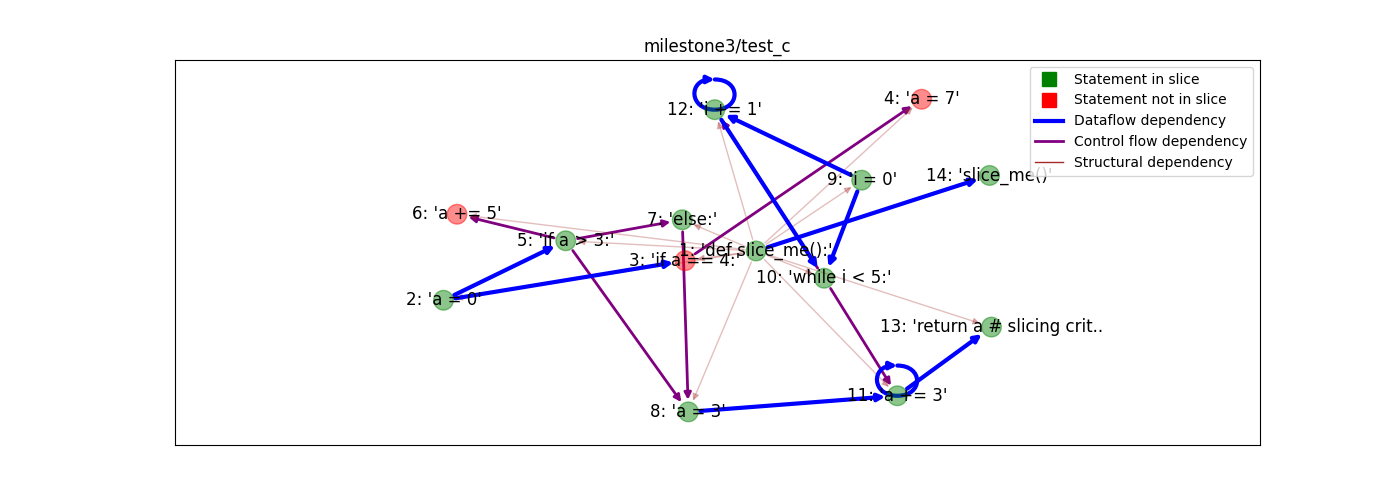 milestone3/test_c
Statement in slice
Statement not in slice
Dataflow dependency
Control flow dependency
Structural dependency
12: 'i += 1'
4: 'a = 7'
9: 'i = 0'
14: 'slice_me()'
6: 'a += 5'
7: 'else:'
5: 'if a > 3:'
1: 'def slice_me():'
3: 'if a == 4:'
10: 'while i < 5:'
2: 'a = 0'
13: 'return a # slicing crit..
11: 'a += 3'
8: 'a = 3'